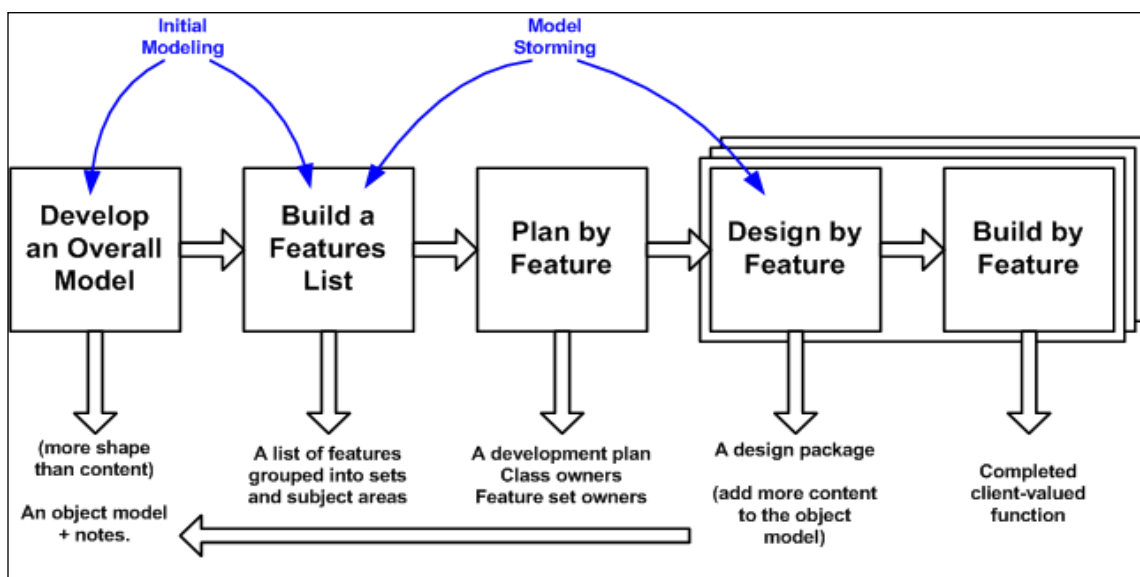 Initial
Modeling
Model
Storming
Develop
an Overall
Model
Build a
Features
List
Plan by
Feature
Design by
Feature
Build by
Feature
(more shape
than content)
An object model
+ notes.
A list of features
grouped into sets
and subject areas
A development plan
Class owners
Feature set owners
A design package
(add more content
to the object
model)
Completed
client-valued
function